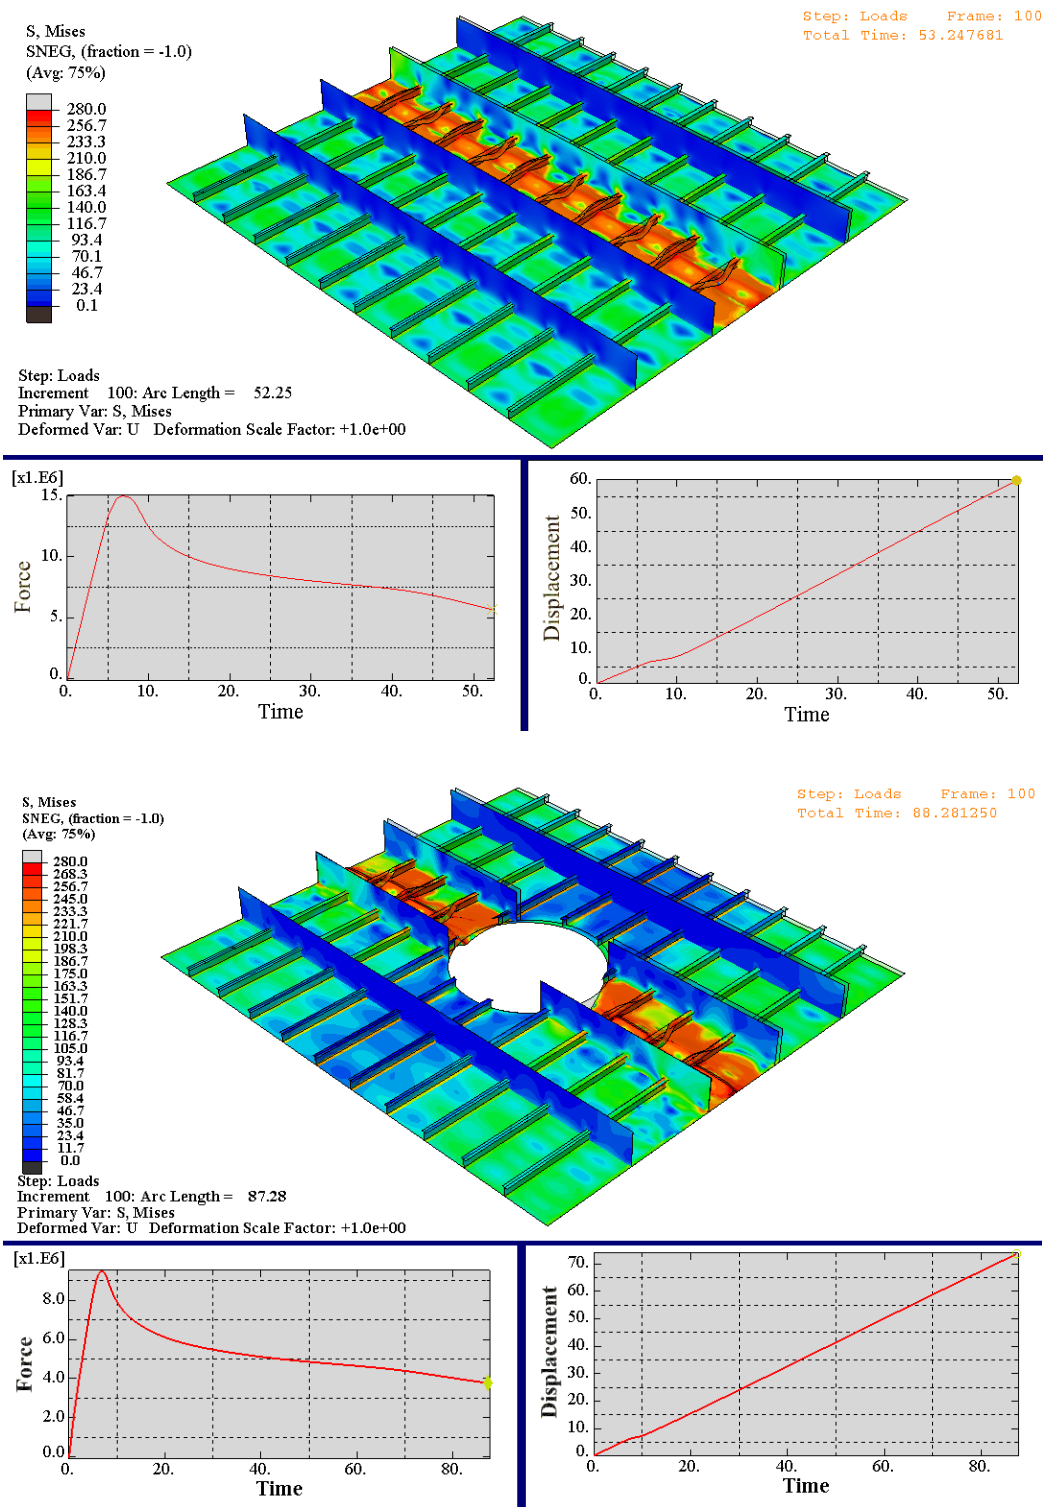 S, Mises
SNEG, (fraction = -1.0)
(Avg: 75%)
280.0
256.7
233.3
210.0
186.7
163.4
140.0
116.7
93.4
70.1
46.7
23.4
0.1
Step: Loads Frame: 100
Total Time: 53.247681
Step: Loads
Increment 100: Arc Length = 52.25
Primary Var: S, Mises
Deformed Var: U Deformation Scale Factor: +1.0e+00
[x1.E6]
15.
10.
5.
0.
Force
0. 10. 20. 30. 40. 50.
Time
60.
50.
40.
30.
20.
10.
0.
Displacement
0. 10. 20. 30. 40. 50.
Time
S, Mises
SNEG, (fraction = -1.0)
(Avg: 75%)
280.0
268.3
256.7
245.0
233.3
221.7
210.0
198.3
186.7
175.0
163.3
151.7
140.0
128.3
116.7
105.0
93.4
81.7
70.0
58.4
46.7
35.0
23.4
11.7
0.0
Step: Loads Frame: 100
Total Time: 88.281250
Step: Loads
Increment 100: Arc Length = 87.28
Primary Var: S, Mises
Deformed Var: U Deformation Scale Factor: +1.0e+00
[x1.E6]
8.0
6.0
4.0
2.0
0.0
Force
0. 20. 40. 60. 80.
Time
70.
60.
50.
40.
30.
20.
10.
0.
Displacement
0. 20. 40. 60. 80.
Time